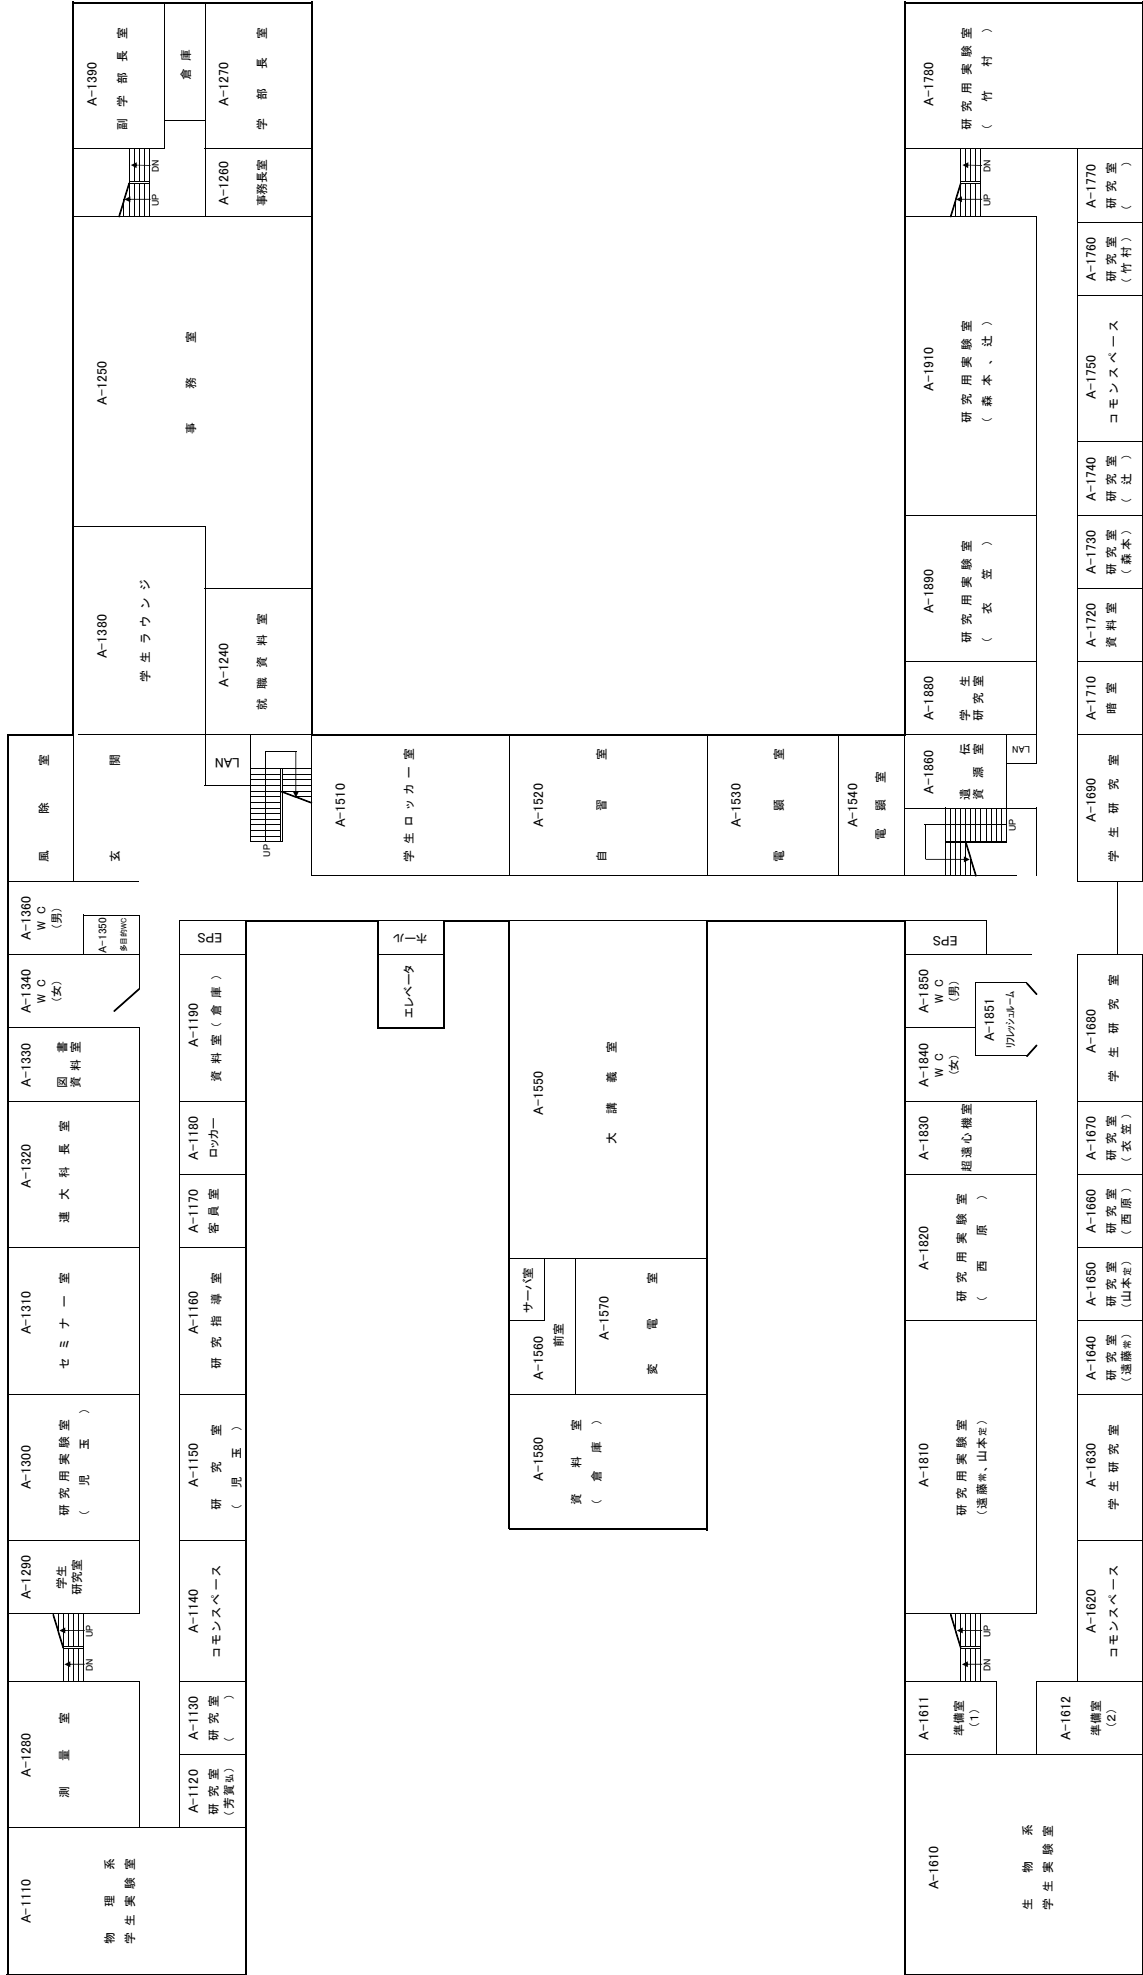 A-1390
副学部長室
倉庫
A-1270
学部長室
DN
UP
A-1260
事務長室
A-1250
事務室
A-1380
学生ラウンジ
A-1240
就職資料室
風除室
玄関
LAN
UP
A-1360
WC
(男)
A-1350
多目的WC
A-1340
WC
(女)
A-1330
図書
資料室
A-1320
連大科長室
A-1310
セミナー室
A-1300
研究用実験室
(児玉)
A-1290
学生
研究室
UP
DN
A-1280
測量室
A-1110
物理系
学生実験室
EPS
A-1190
資料室(倉庫)
A-1180
ロッカー
A-1170
客員室
A-1160
研究指導室
A-1150
研究室
(児玉)
A-1140
コモンスペース
A-1130
研究室
( )
A-1120
研究室
(芳賀弘)
A-1510
学生ロッカー室
A-1520
自習室
A-1530
電顕室
A-1540
電顕室
ホール
エレベータ
A-1550
大講義室
サーバ室
A-1560
前室
A-1570
変電室
A-1580
資料室
(倉庫)
A-1780
研究用実験室
(竹村)
DN
UP
A-1770
研究室
( )
A-1760
研究室
(竹村)
A-1910
研究用実験室
(森本、辻)
A-1750
コモンスペース
A-1740
研究室
(辻)
A-1890
研究用実験室
(衣笠)
A-1730
研究室
(森本)
A-1720
資料室
A-1880
学生
研究室
A-1710
暗室
A-1860
遺伝
資源室
LAN
UP
A-1690
学生研究室
EPS
A-1850
WC
(男)
A-1851
リフレッシュルーム
A-1840
WC
(女)
A-1680
学生研究室
A-1830
超遠心機室
A-1670
研究室
(衣笠)
A-1820
研究用実験室
(西原)
A-1660
研究室
(西原)
A-1650
研究室
(山本定)
A-1810
研究用実験室
(遠藤常、山本定)
A-1640
研究室
(遠藤常)
A-1630
学生研究室
UP
DN
A-1620
コモンスペース
A-1611
準備室
(1)
A-1612
準備室
(2)
A-1610
生物系
学生実験室